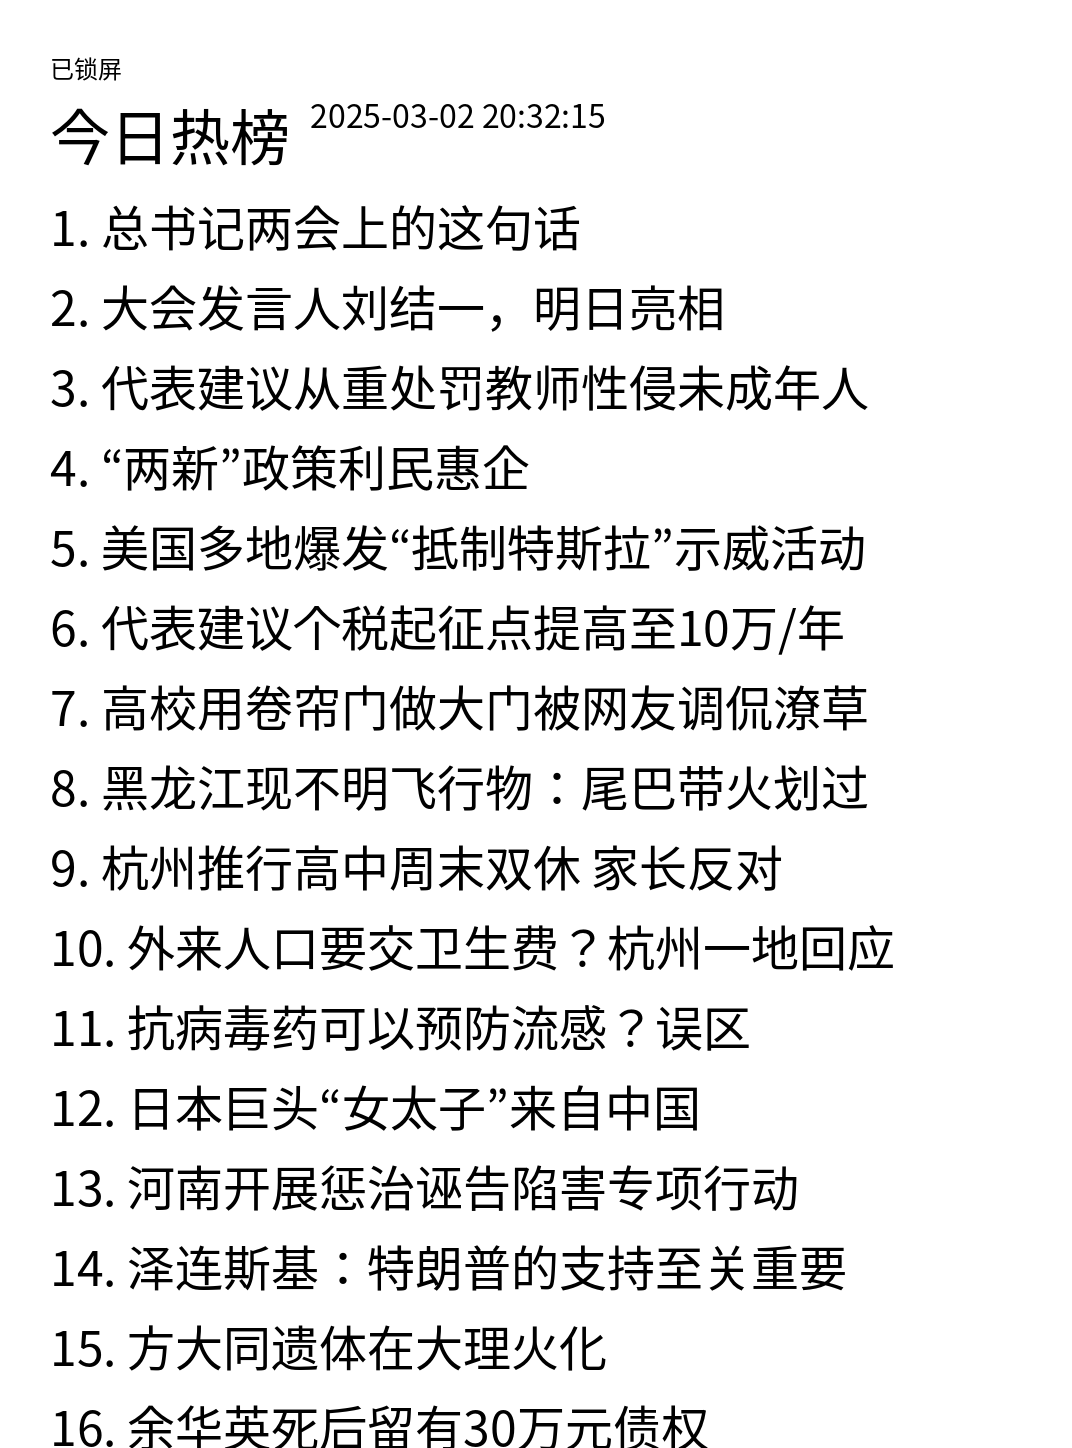 已锁屏
今日热榜 2025-03-02 20:32:15
1. 总书记两会上的这句话
2. 大会发言人刘结一，明日亮相
3. 代表建议从重处罚教师性侵未成年人
4. “两新”政策利民惠企
5. 美国多地爆发“抵制特斯拉”示威活动
6. 代表建议个税起征点提高至10万/年
7. 高校用卷帘门做大门被网友调侃潦草
8. 黑龙江现不明飞行物：尾巴带火划过
9. 杭州推行高中周末双休 家长反对
10. 外来人口要交卫生费？杭州一地回应
11. 抗病毒药可以预防流感？误区
12. 日本巨头“女太子”来自中国
13. 河南开展惩治诬告陷害专项行动
14. 泽连斯基：特朗普的支持至关重要
15. 方大同遗体在大理火化
16. 余华英死后留有30万元债权